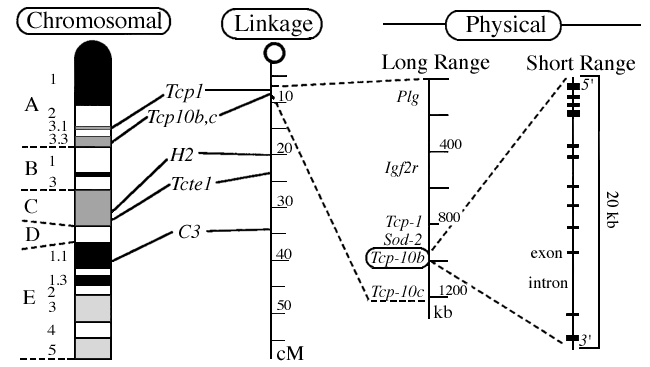 Chromosomal
Linkage
Physical
Long Range
Short Range
A
1
2
3.1
3.3
B
1
3
C
D
E
1.1
1.3
2
3
4
5
Tcp1
Tcp10b,c
H2
Tcte1
C3
10
20
30
40
50
cM
Plg
400
Igf2r
Tcp-1
800
Sod-2
Tcp-10b
Tcp-10c
1200
kb
5'
exon
intron
3'
20 kb